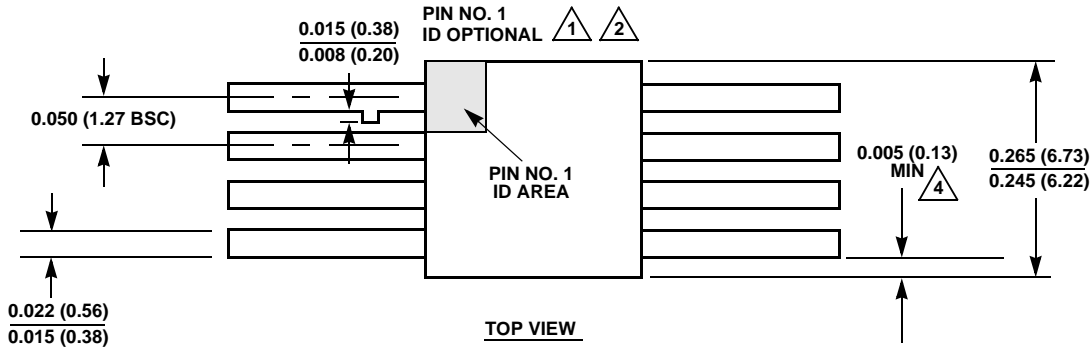 PIN NO. 1
ID OPTIONAL 1 2
0.015 (0.38)
0.008 (0.20)
0.050 (1.27 BSC)
PIN NO. 1
ID AREA
0.005 (0.13)
MIN 4
0.265 (6.73)
0.245 (6.22)
0.022 (0.56)
0.015 (0.38)
TOP VIEW